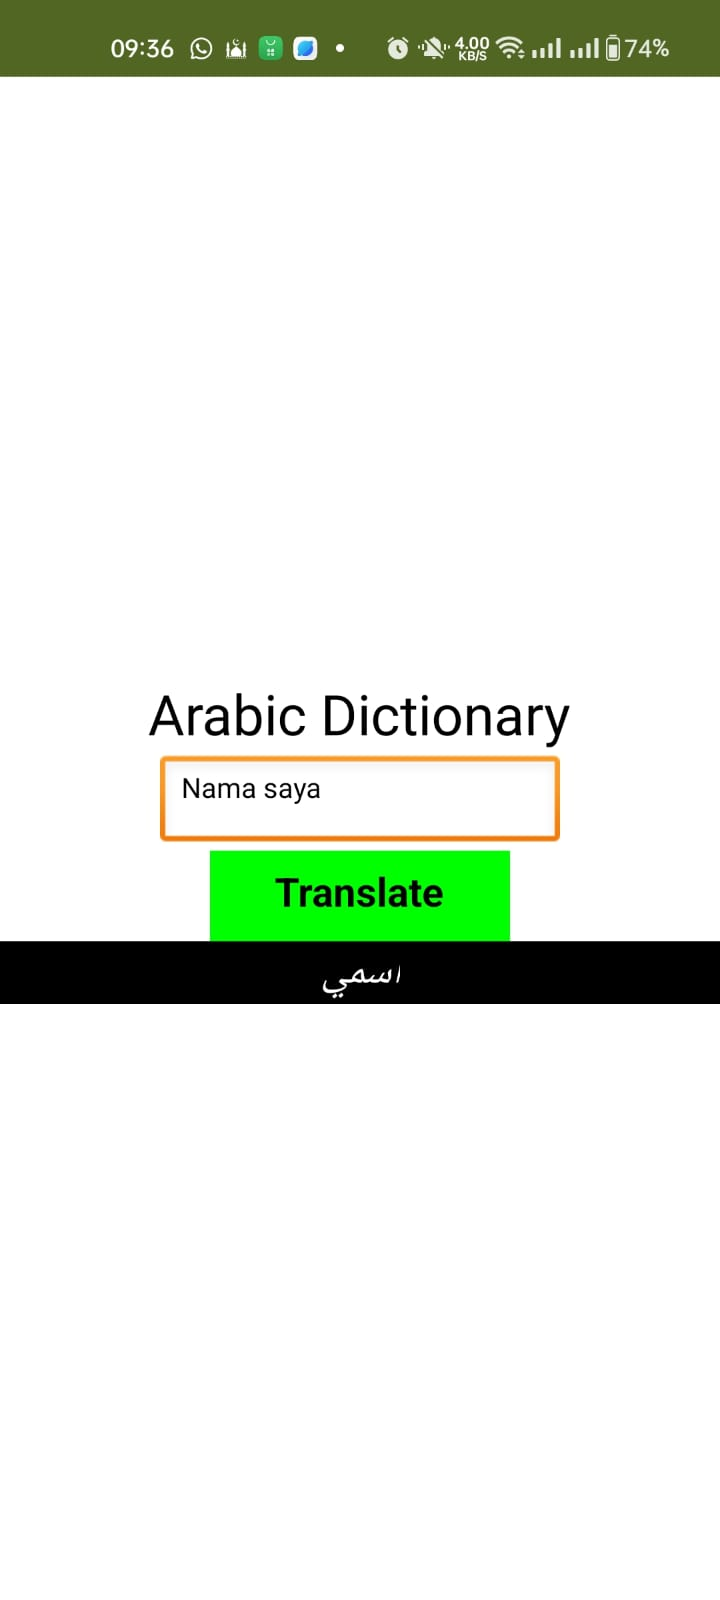 09:36 4.00 KB/S 74%
Arabic Dictionary
Nama saya
Translate
اسمي